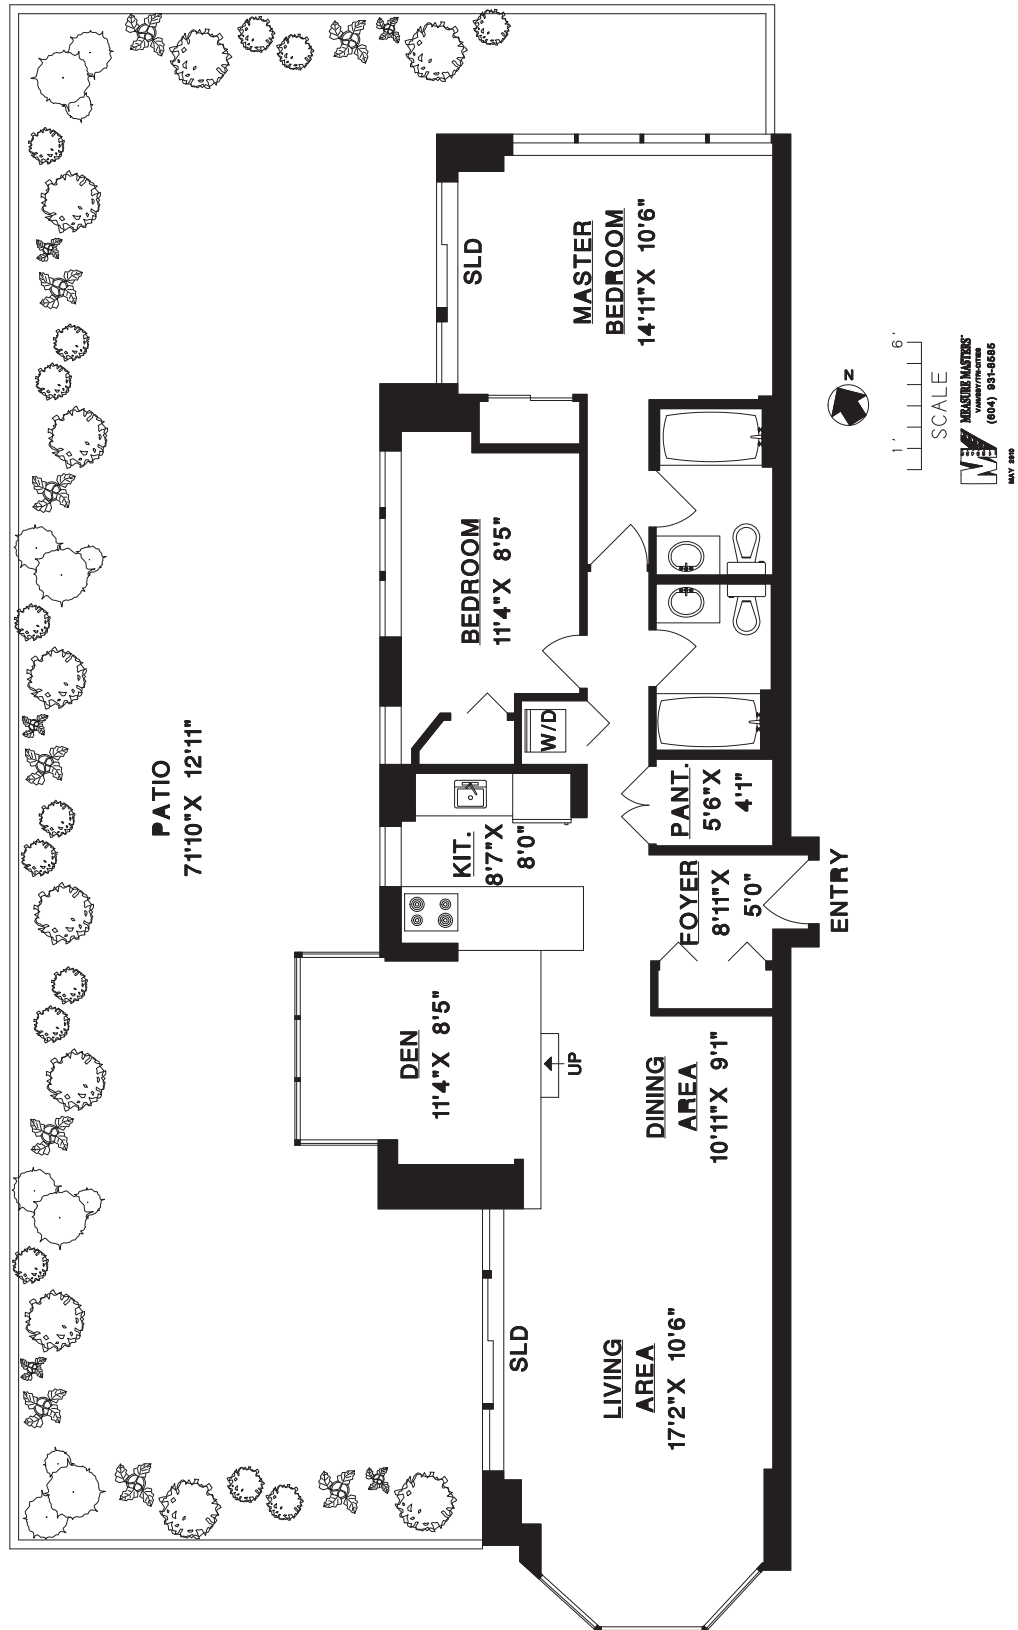 PATIO
71'10"X 12'11"
SLD
MASTER
BEDROOM
14'11"X 10'6"
BEDROOM
11'4"X 8'5"
W/D
KIT.
8'7"X
8'0"
PANT.
5'6"X
4'1"
FOYER
8'11"X
5'0"
ENTRY
DEN
11'4"X 8'5"
UP
DINING
AREA
10'11"X 9'1"
SLD
LIVING
AREA
17'2"X 10'6"
N
1' 6'
SCALE
MEASURE MASTERS
(604) 931-8585
MAY 2010